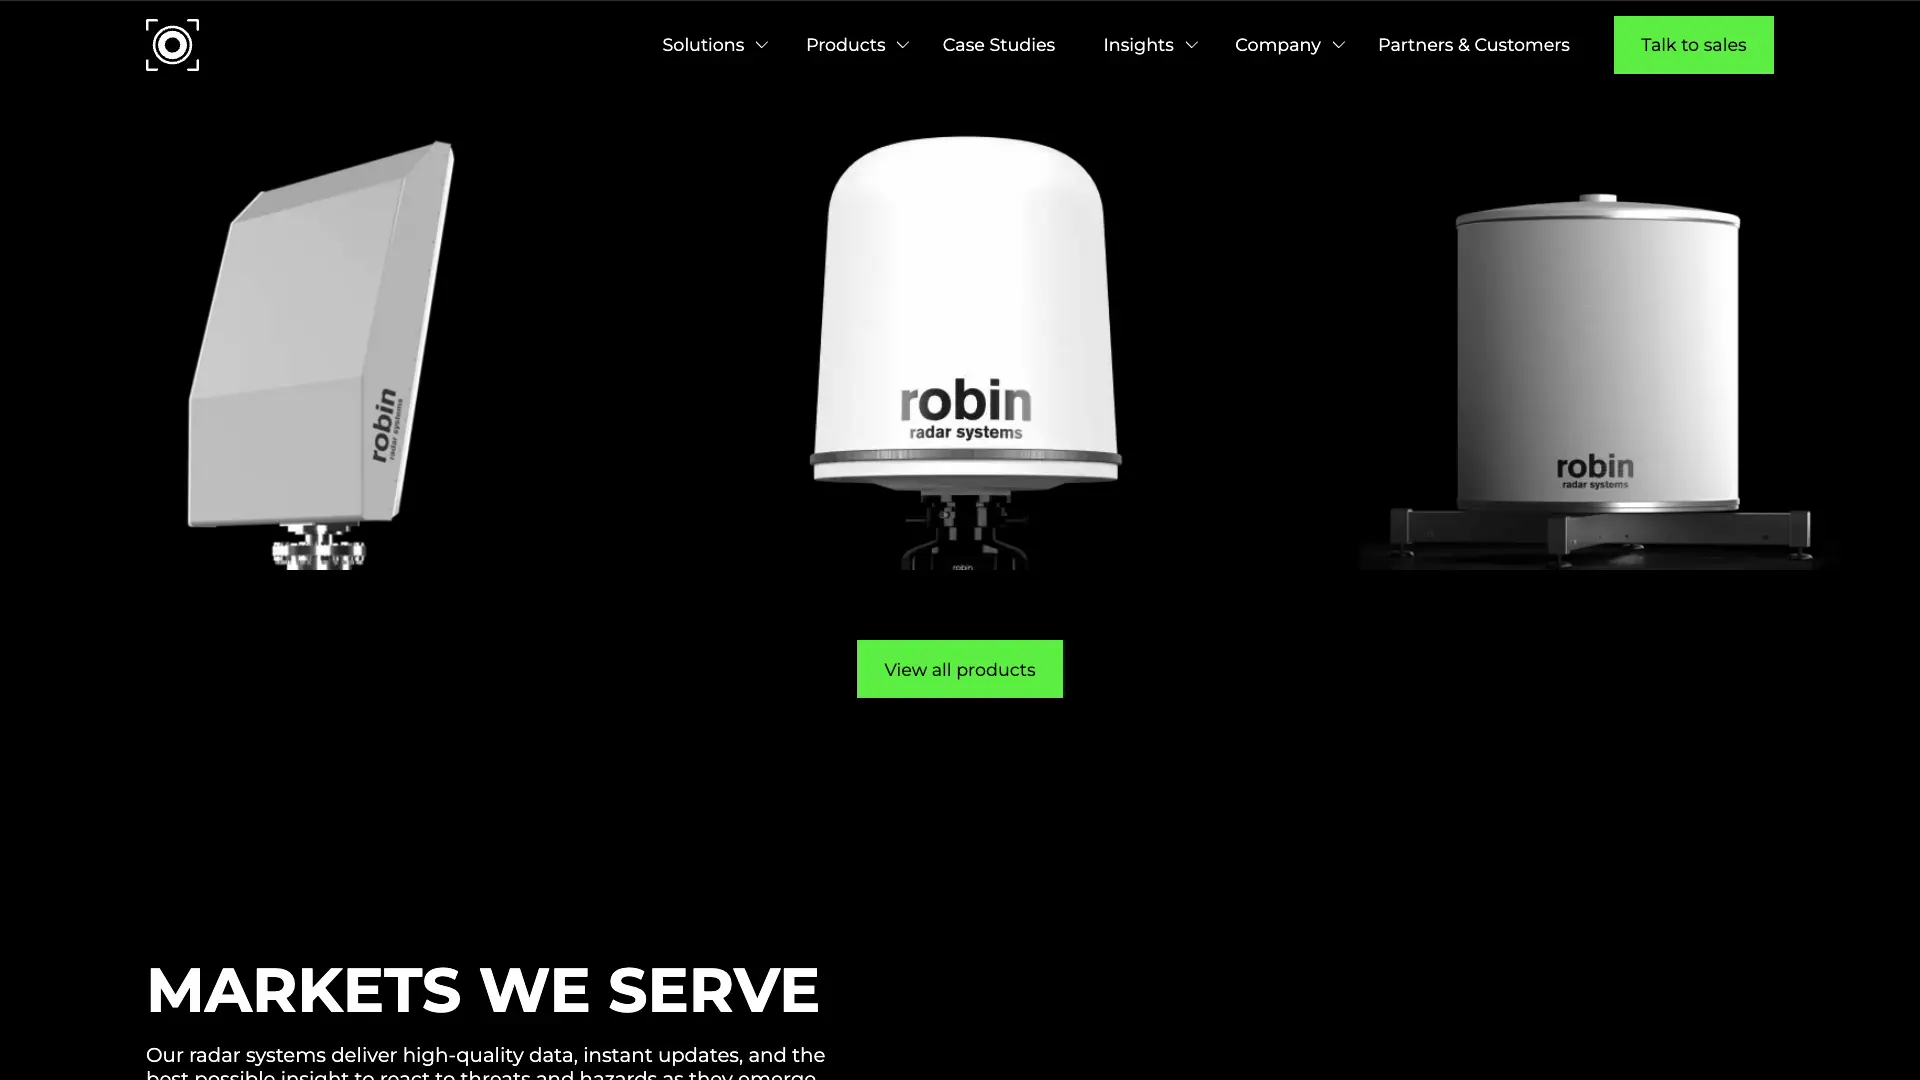 Solutions
Products
Case Studies
Insights
Company
Partners & Customers
Talk to sales
robin
radar systems
robin
radar systems
robin
radar systems
robin
View all products
MARKETS WE SERVE
Our radar systems deliver high-quality data, instant updates, and the
best possible insight to react to threats and hazards as they emerge.